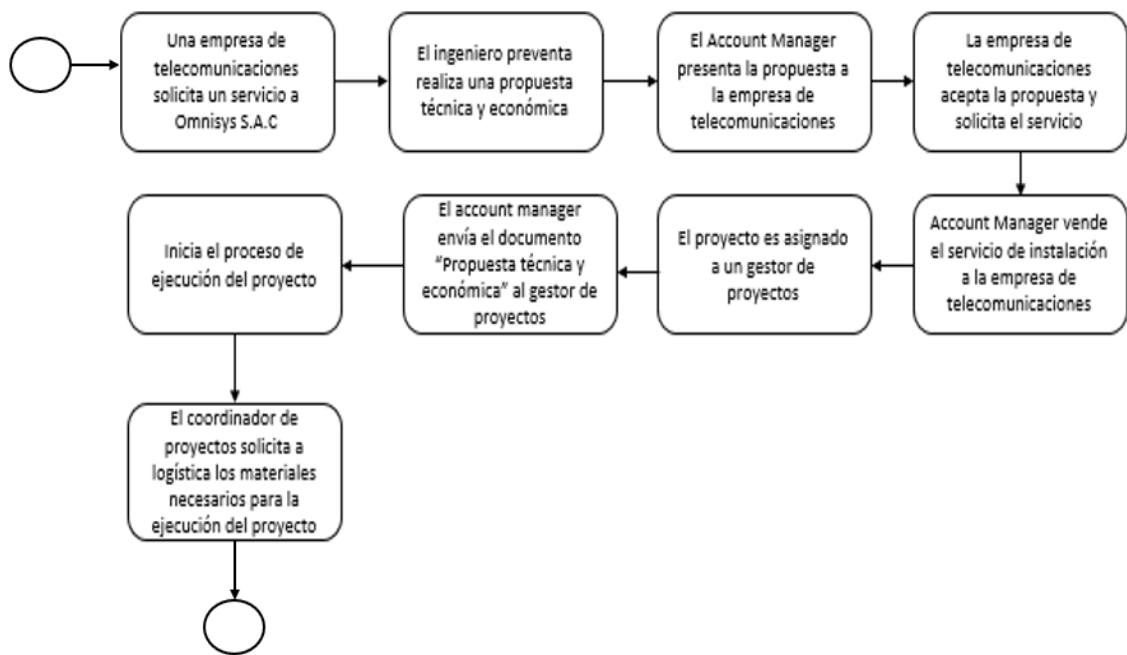 Una empresa de
telecomunicaciones
solicita un servicio a
Omnisys S.A.C
El ingeniero preventa
realiza una propuesta
técnica y económica
El Account Manager
presenta la propuesta a
la empresa de
telecomunicaciones
La empresa de
telecomunicaciones
acepta la propuesta y
solicita el servicio
Account Manager vende
el servicio de instalación
a la empresa de
telecomunicaciones
El proyecto es asignado
a un gestor de
proyectos
El account manager
envía el documento
“Propuesta técnica y
económica” al gestor de
proyectos
Inicia el proceso de
ejecución del proyecto
El coordinador de
proyectos solicita a
logística los materiales
necesarios para la
ejecución del proyecto